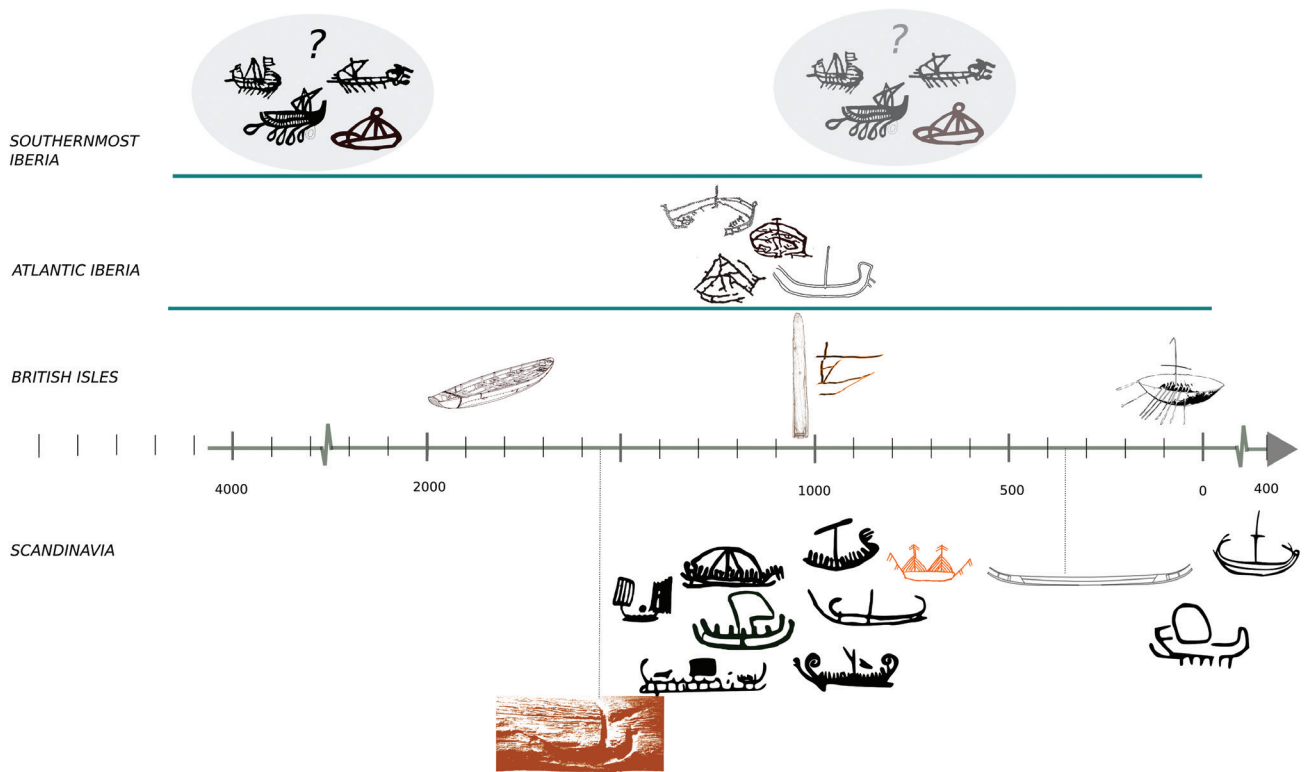 ?
?
SOUTHERNMOST
IBERIA
ATLANTIC IBERIA
BRITISH ISLES
4000
2000
1000
500
0
400
SCANDINAVIA